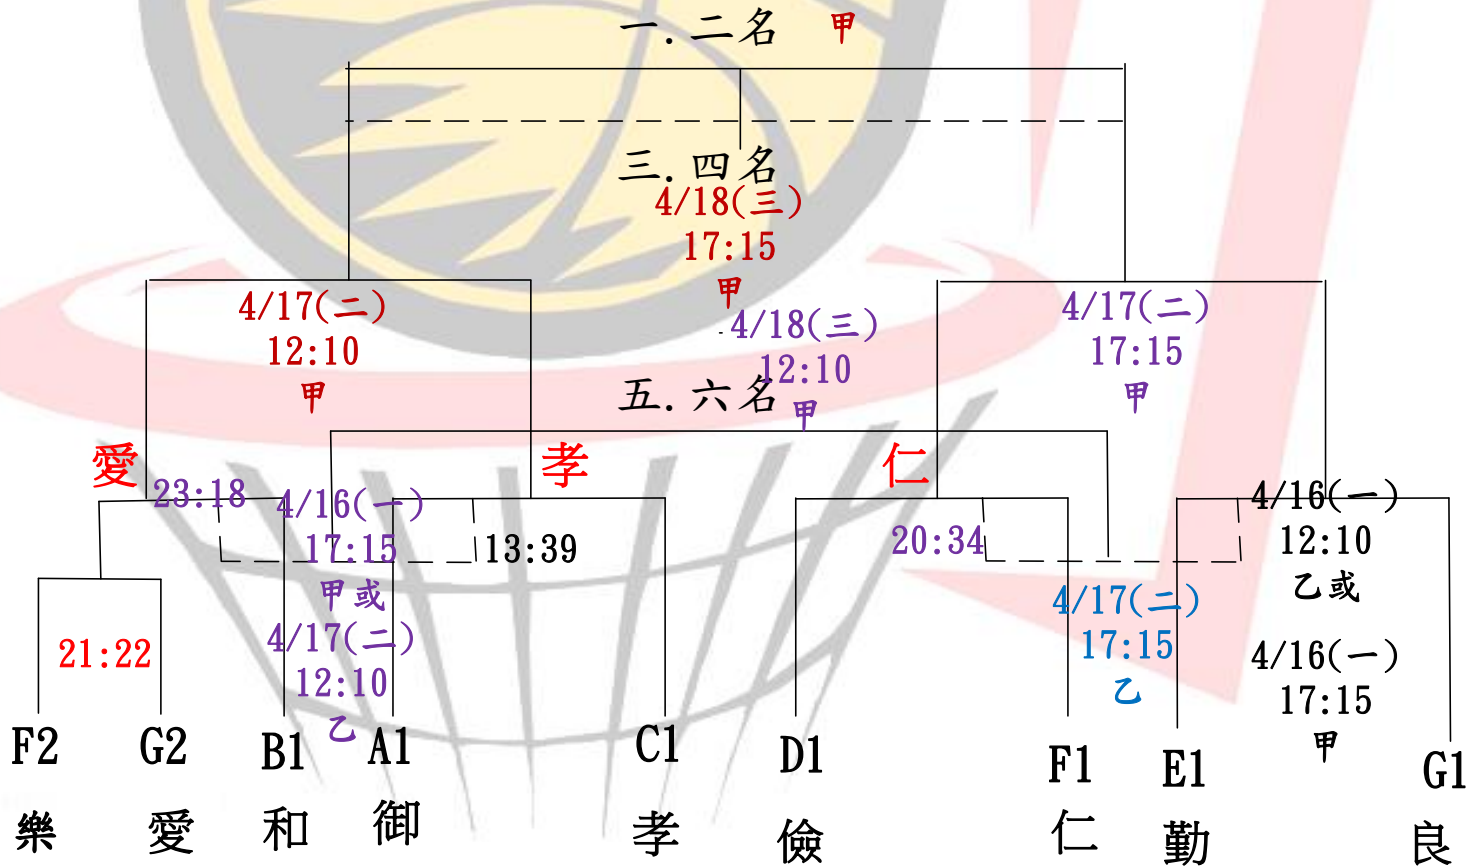 一.二名 甲
三.四名
4/18(三)
17:15
甲
4/17(二)
12:10
甲
4/18(三)
12:10
甲
4/17(二)
17:15
甲
五.六名
愛
孝
仁
23:18
4/16(一)
17:15
甲或
4/17(二)
12:10
乙
13:39
20:34
4/16(一)
12:10
乙或
4/16(一)
17:15
甲
4/17(二)
17:15
乙
21:22
F2 G2 B1 A1 C1 D1 F1 E1 G1
樂 愛 和 御 孝 儉 仁 勤 良